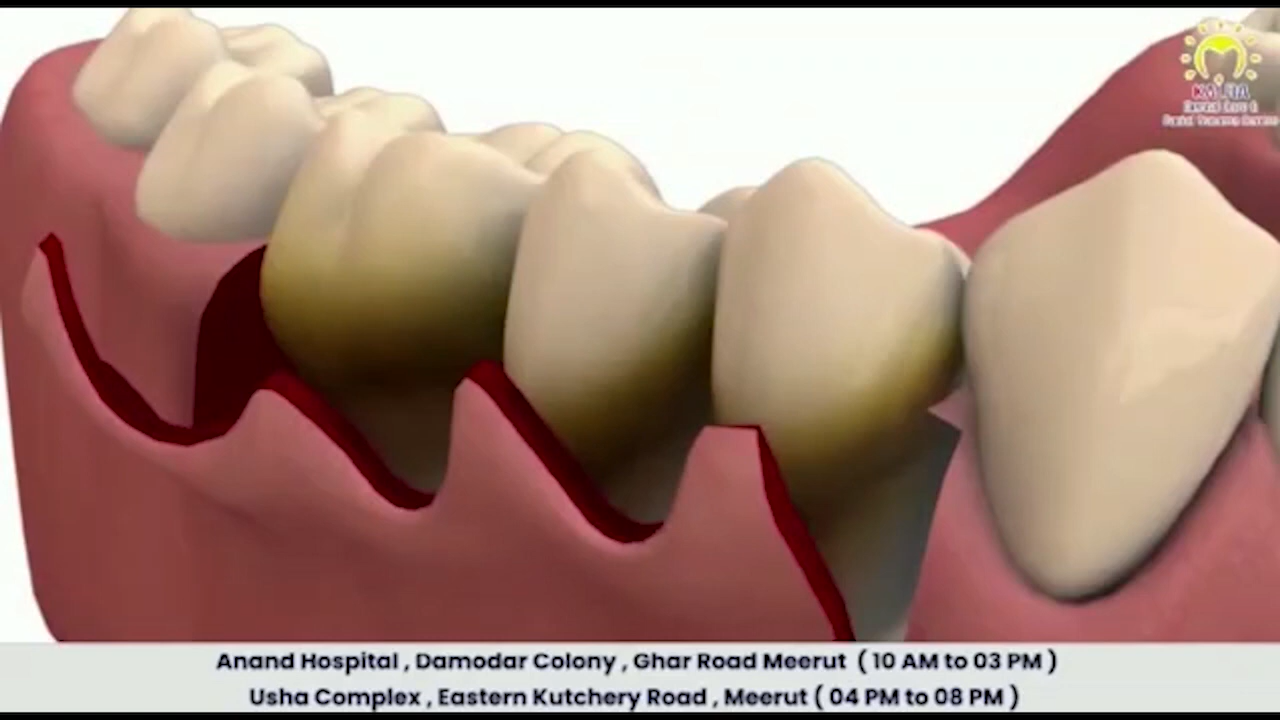 KALRA
Anand Hospital , Damodar Colony , Ghar Road Meerut ( 10 AM to 03 PM )
Usha Complex , Eastern Kutchery Road , Meerut ( 04 PM to 08 PM )